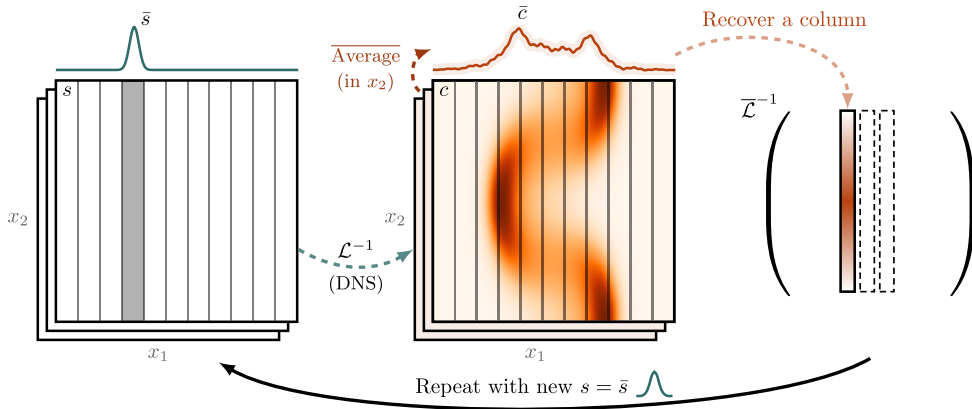 s̄
c̄
Recover a column
Average
(in x₂)
s
c
ℒ̄⁻¹
x₂
x₂
ℒ⁻¹
(DNS)
x₁
x₁
Repeat with new s = s̄